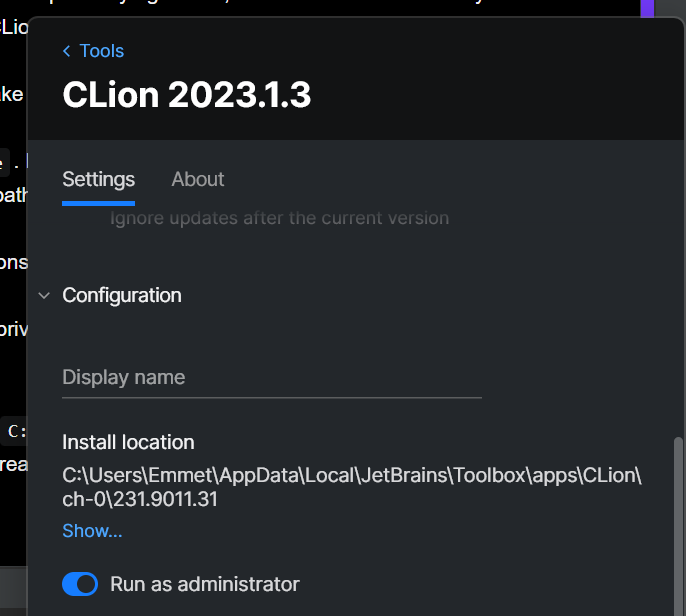 Tools
CLion 2023.1.3
Settings
About
Ignore updates after the current version
Configuration
Display name
Install location
C:\Users\Emmet\AppData\Local\JetBrains\Toolbox\apps\CLion\
ch-0\231.9011.31
Show...
Run as administrator
C: